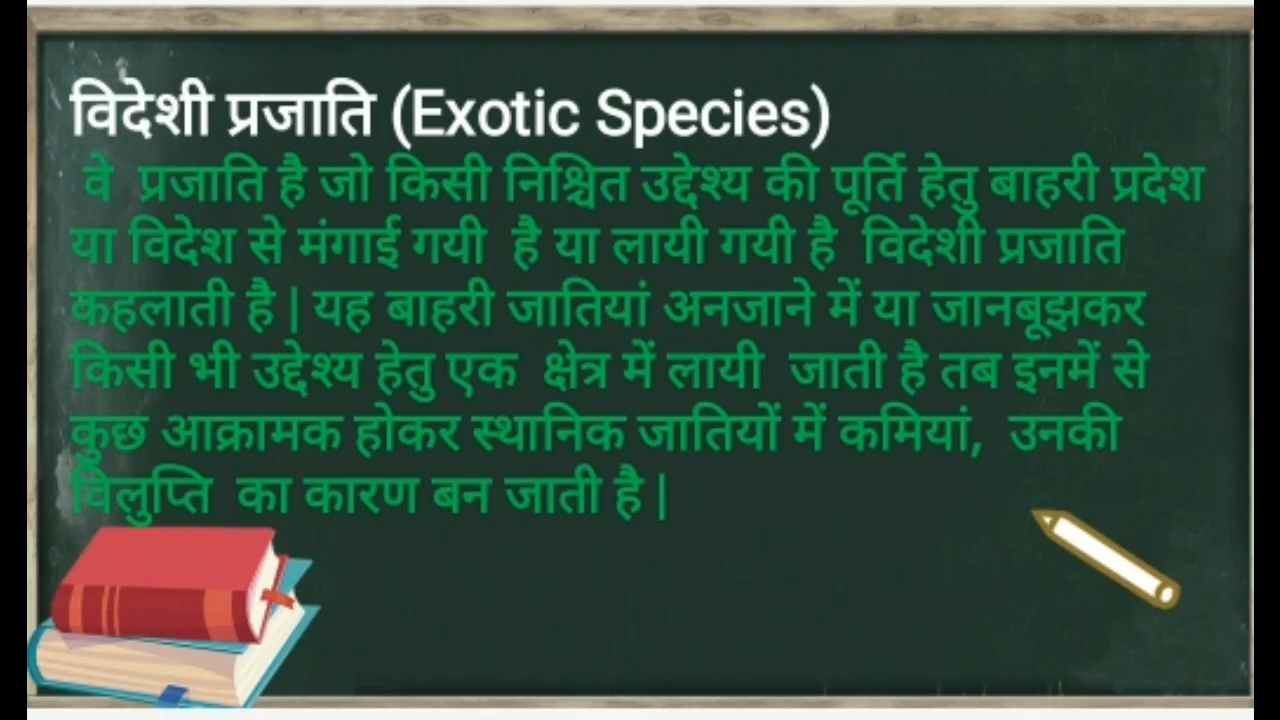 विदेशी प्रजाति (Exotic Species)
वे प्रजाति है जो किसी निश्चित उद्देश्य की पूर्ति हेतु बाहरी प्रदेश
या विदेश से मंगाई गयी है या लायी गयी है विदेशी प्रजाति
कहलाती है | यह बाहरी जातियां अनजाने में या जानबूझकर
किसी भी उद्देश्य हेतु एक क्षेत्र में लायी जाती है तब इनमें से
कुछ आक्रामक होकर स्थानिक जातियों में कमियां, उनकी
विलुप्ति का कारण बन जाती है |